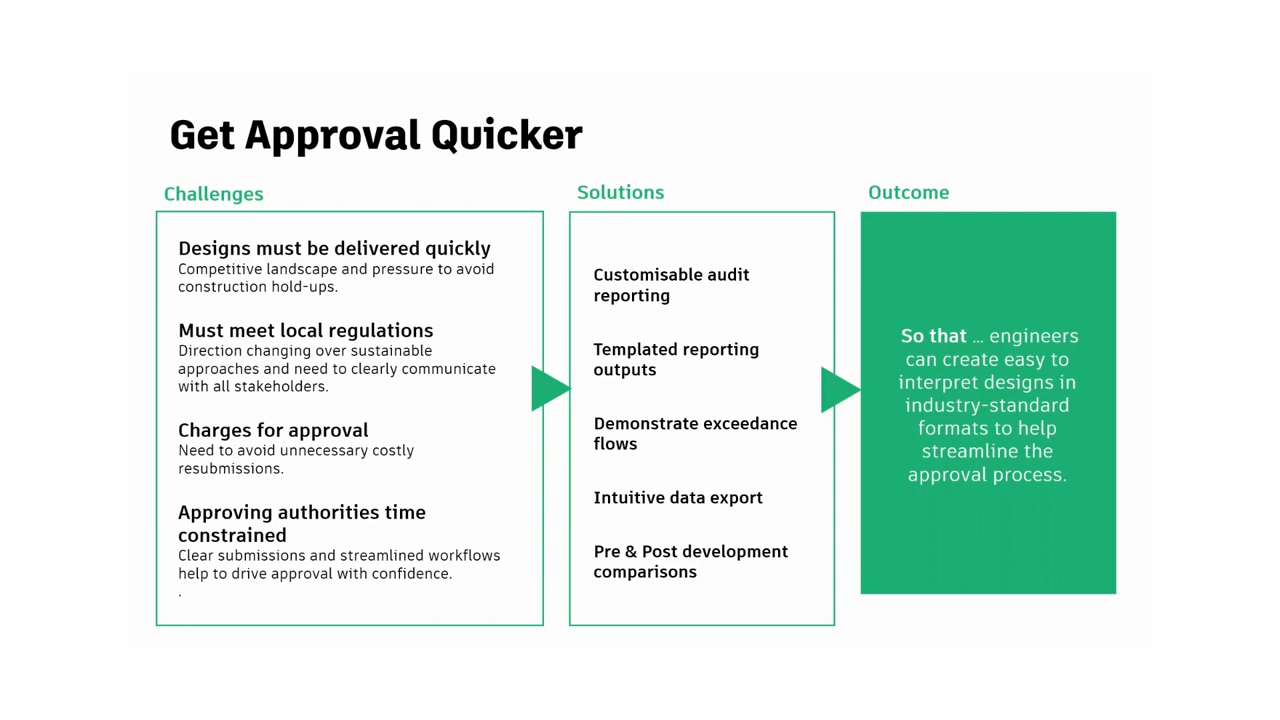 Get Approval Quicker
Challenges
Designs must be delivered quickly
Competitive landscape and pressure to avoid
construction hold-ups.
Must meet local regulations
Direction changing over sustainable
approaches and need to clearly communicate
with all stakeholders.
Charges for approval
Need to avoid unnecessary costly
resubmissions.
Approving authorities time
constrained
Clear submissions and streamlined workflows
help to drive approval with confidence.
.
Solutions
Customisable audit
reporting
Templated reporting
outputs
Demonstrate exceedance
flows
Intuitive data export
Pre & Post development
comparisons
Outcome
So that … engineers
can create easy to
interpret designs in
industry-standard
formats to help
streamline the
approval process.